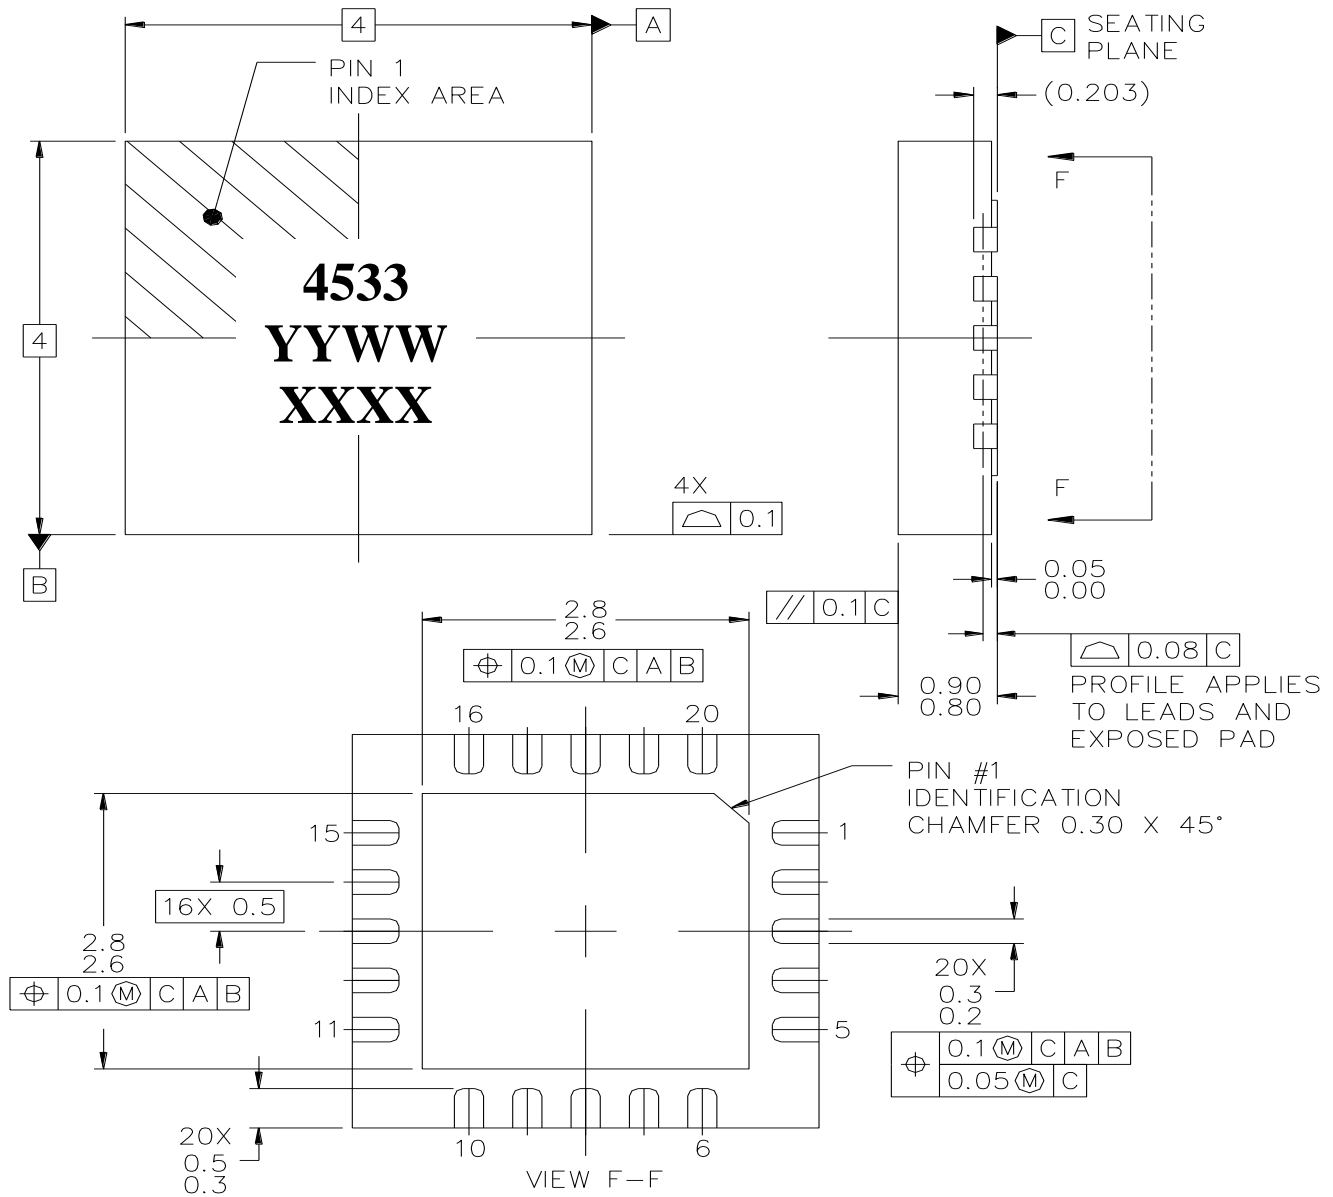 4
A
C
SEATING
PLANE
PIN 1
INDEX AREA
(0.203)
F
4
4533
YYWW
XXXX
4X
0.1
F
B
0.05
0.00
// 0.1 C
2.8
2.6
⌖ 0.1 Ⓜ C A B
⌓ 0.08 C
PROFILE APPLIES
TO LEADS AND
EXPOSED PAD
0.90
0.80
16
20
PIN #1
IDENTIFICATION
CHAMFER 0.30 X 45°
15
1
16X 0.5
2.8
2.6
⌖ 0.1 Ⓜ C A B
20X
0.3
0.2
11
5
⌖ 0.1 Ⓜ C A B
0.05 Ⓜ C
20X
0.5
0.3
10
6
VIEW F-F